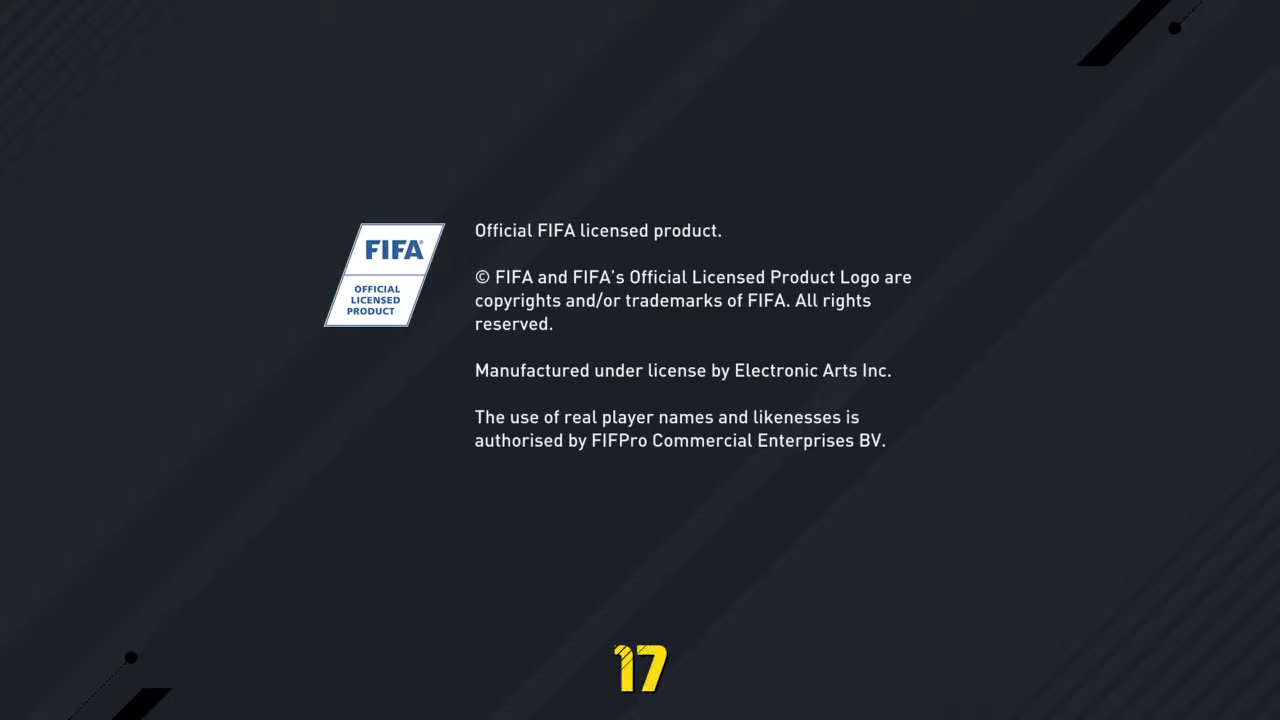 FIFA®
OFFICIAL
LICENSED
PRODUCT
Official FIFA licensed product.
© FIFA and FIFA's Official Licensed Product Logo are
copyrights and/or trademarks of FIFA. All rights
reserved.
Manufactured under license by Electronic Arts Inc.
The use of real player names and likenesses is
authorised by FIFPro Commercial Enterprises BV.
17